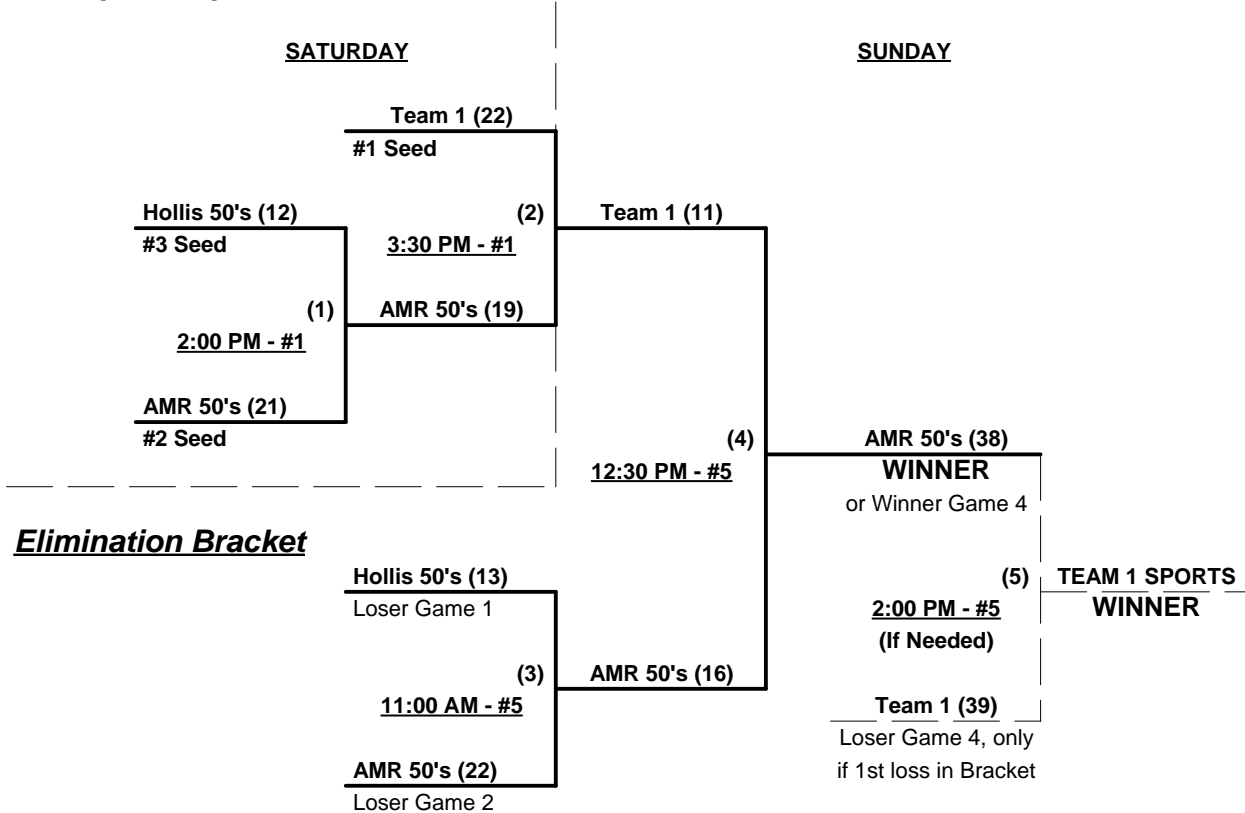 SATURDAY
SUNDAY
Team 1 (22)
#1 Seed
Hollis 50's (12)
(2)
Team 1 (11)
#3 Seed
3:30 PM - #1
(1)
AMR 50's (19)
2:00 PM - #1
AMR 50's (21)
#2 Seed
(4)
AMR 50's (38)
12:30 PM - #5
WINNER
or Winner Game 4
Elimination Bracket
Hollis 50's (13)
(5)
TEAM 1 SPORTS
Loser Game 1
2:00 PM - #5
WINNER
(If Needed)
(3)
AMR 50's (16)
11:00 AM - #5
Team 1 (39)
Loser Game 4, only
if 1st loss in Bracket
AMR 50's (22)
Loser Game 2